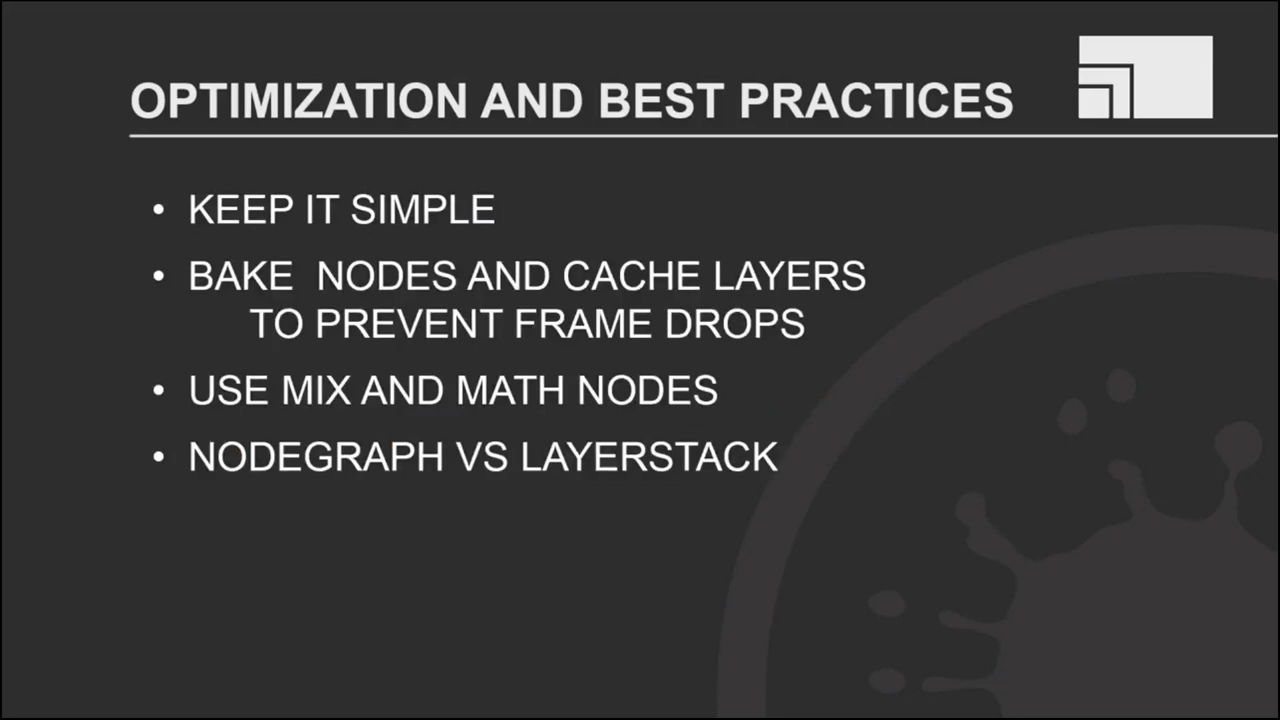 OPTIMIZATION AND BEST PRACTICES
• KEEP IT SIMPLE
• BAKE  NODES AND CACHE LAYERS
TO PREVENT FRAME DROPS
• USE MIX AND MATH NODES
• NODEGRAPH VS LAYERSTACK